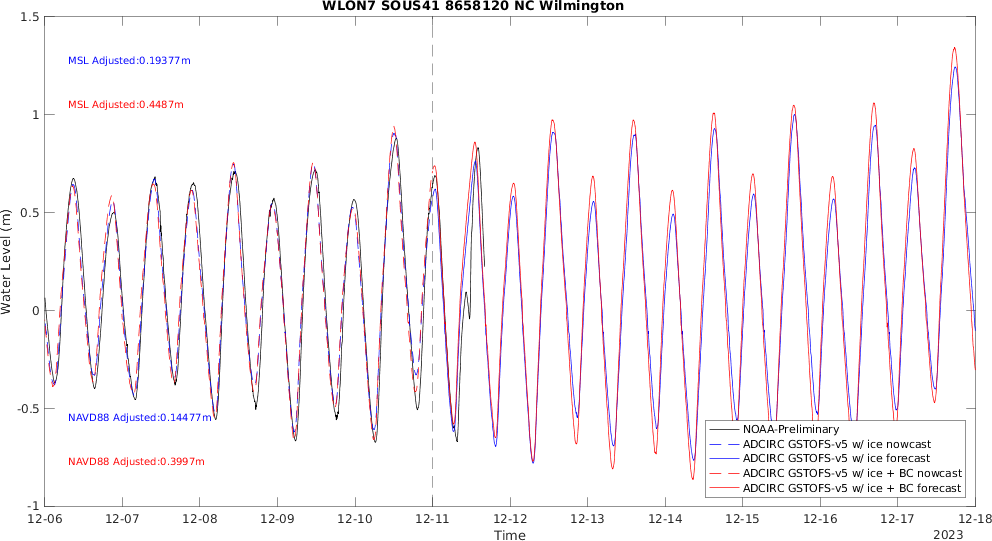 WLON7 SOUS41 8658120 NC Wilmington
1.5
MSL Adjusted:0.19377m
MSL Adjusted:0.4487m
1
0.5
Water Level (m)
0
-0.5
NAVD88 Adjusted:0.14477m
NAVD88 Adjusted:0.3997m
NOAA-Preliminary
ADCIRC GSTOFS-v5 w/ ice nowcast
ADCIRC GSTOFS-v5 w/ ice forecast
ADCIRC GSTOFS-v5 w/ ice + BC nowcast
ADCIRC GSTOFS-v5 w/ ice + BC forecast
-1
12-06 12-07 12-08 12-09 12-10 12-11 12-12 12-13 12-14 12-15 12-16 12-17 12-18
Time
2023